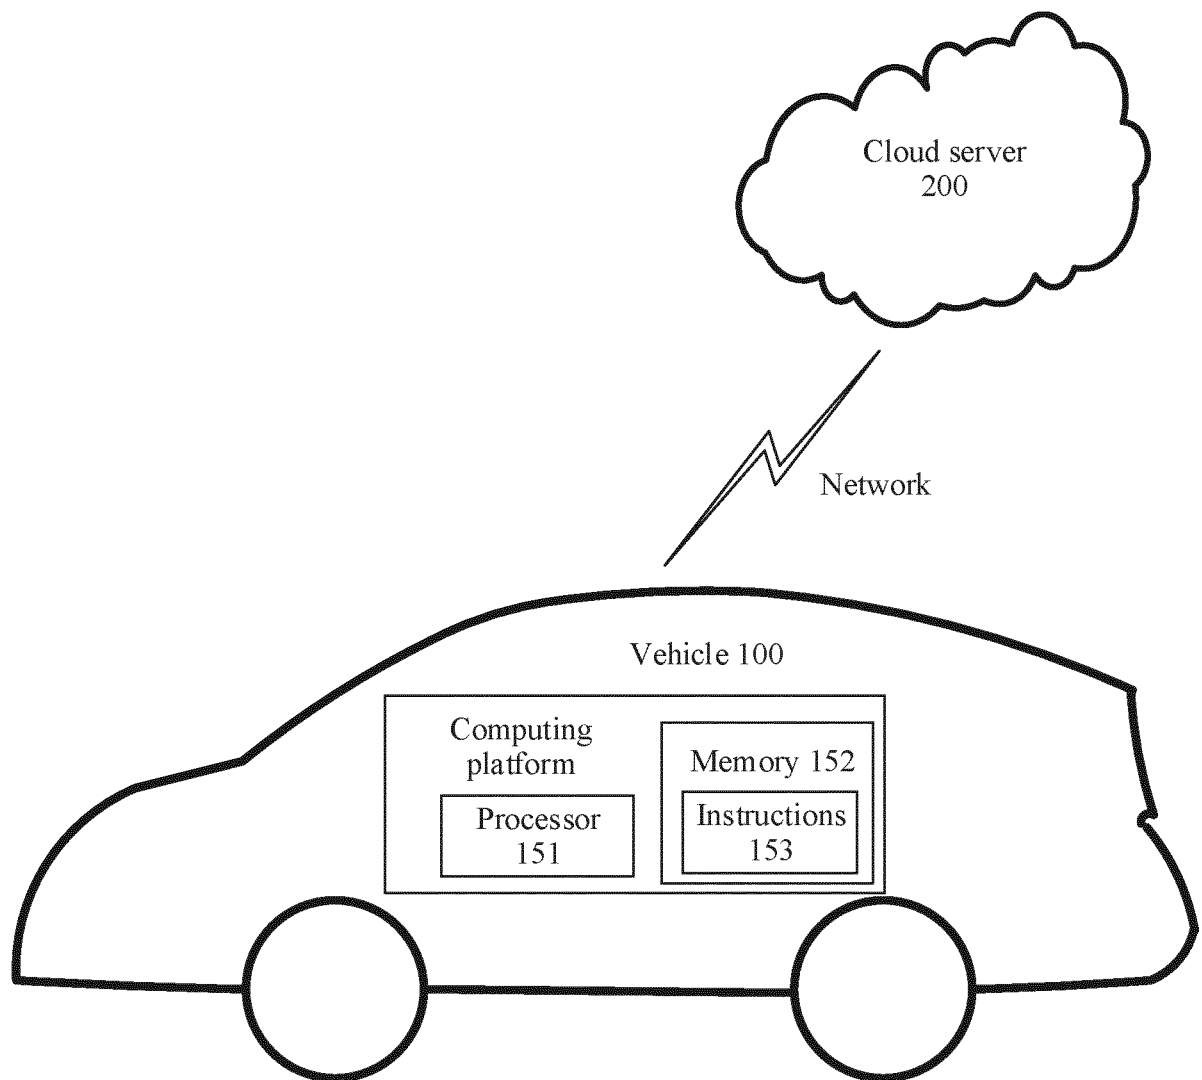 Cloud server
200
Network
Vehicle 100
Computing
platform
Processor
151
Memory 152
Instructions
153